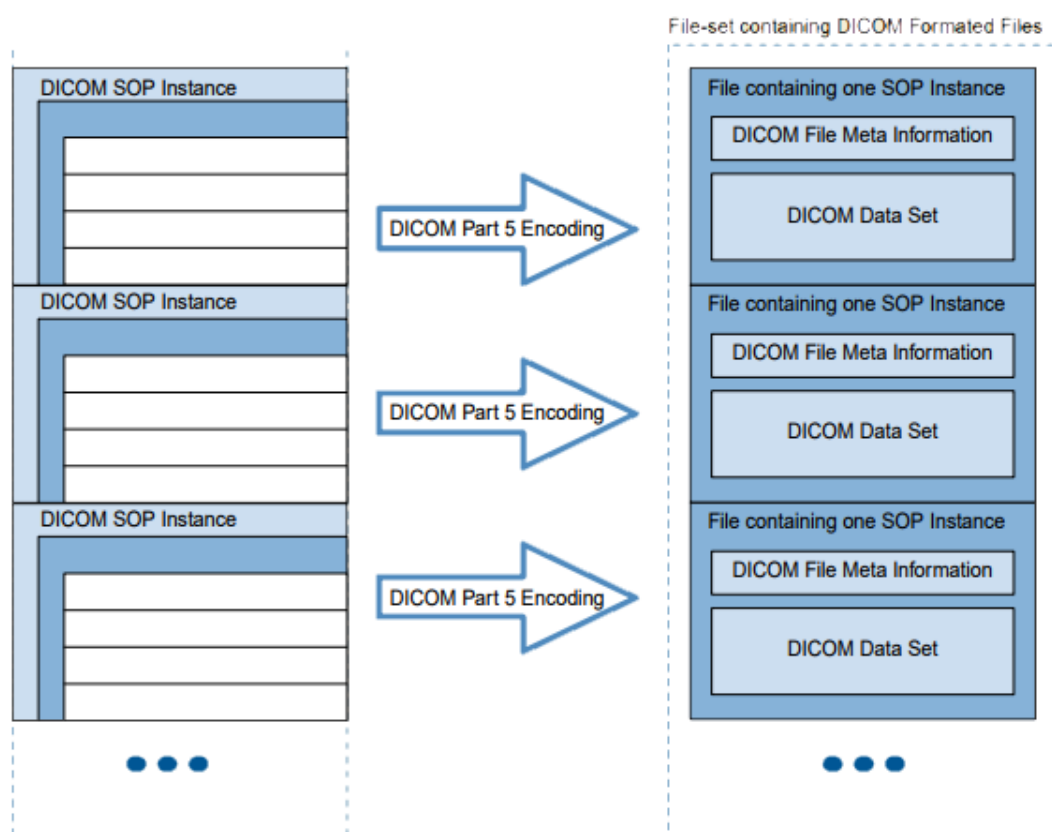 File-set containing DICOM Formated Files
DICOM SOP Instance
File containing one SOP Instance
DICOM File Meta Information
DICOM Part 5 Encoding
DICOM Data Set
DICOM SOP Instance
File containing one SOP Instance
DICOM File Meta Information
DICOM Part 5 Encoding
DICOM Data Set
DICOM SOP Instance
File containing one SOP Instance
DICOM File Meta Information
DICOM Part 5 Encoding
DICOM Data Set